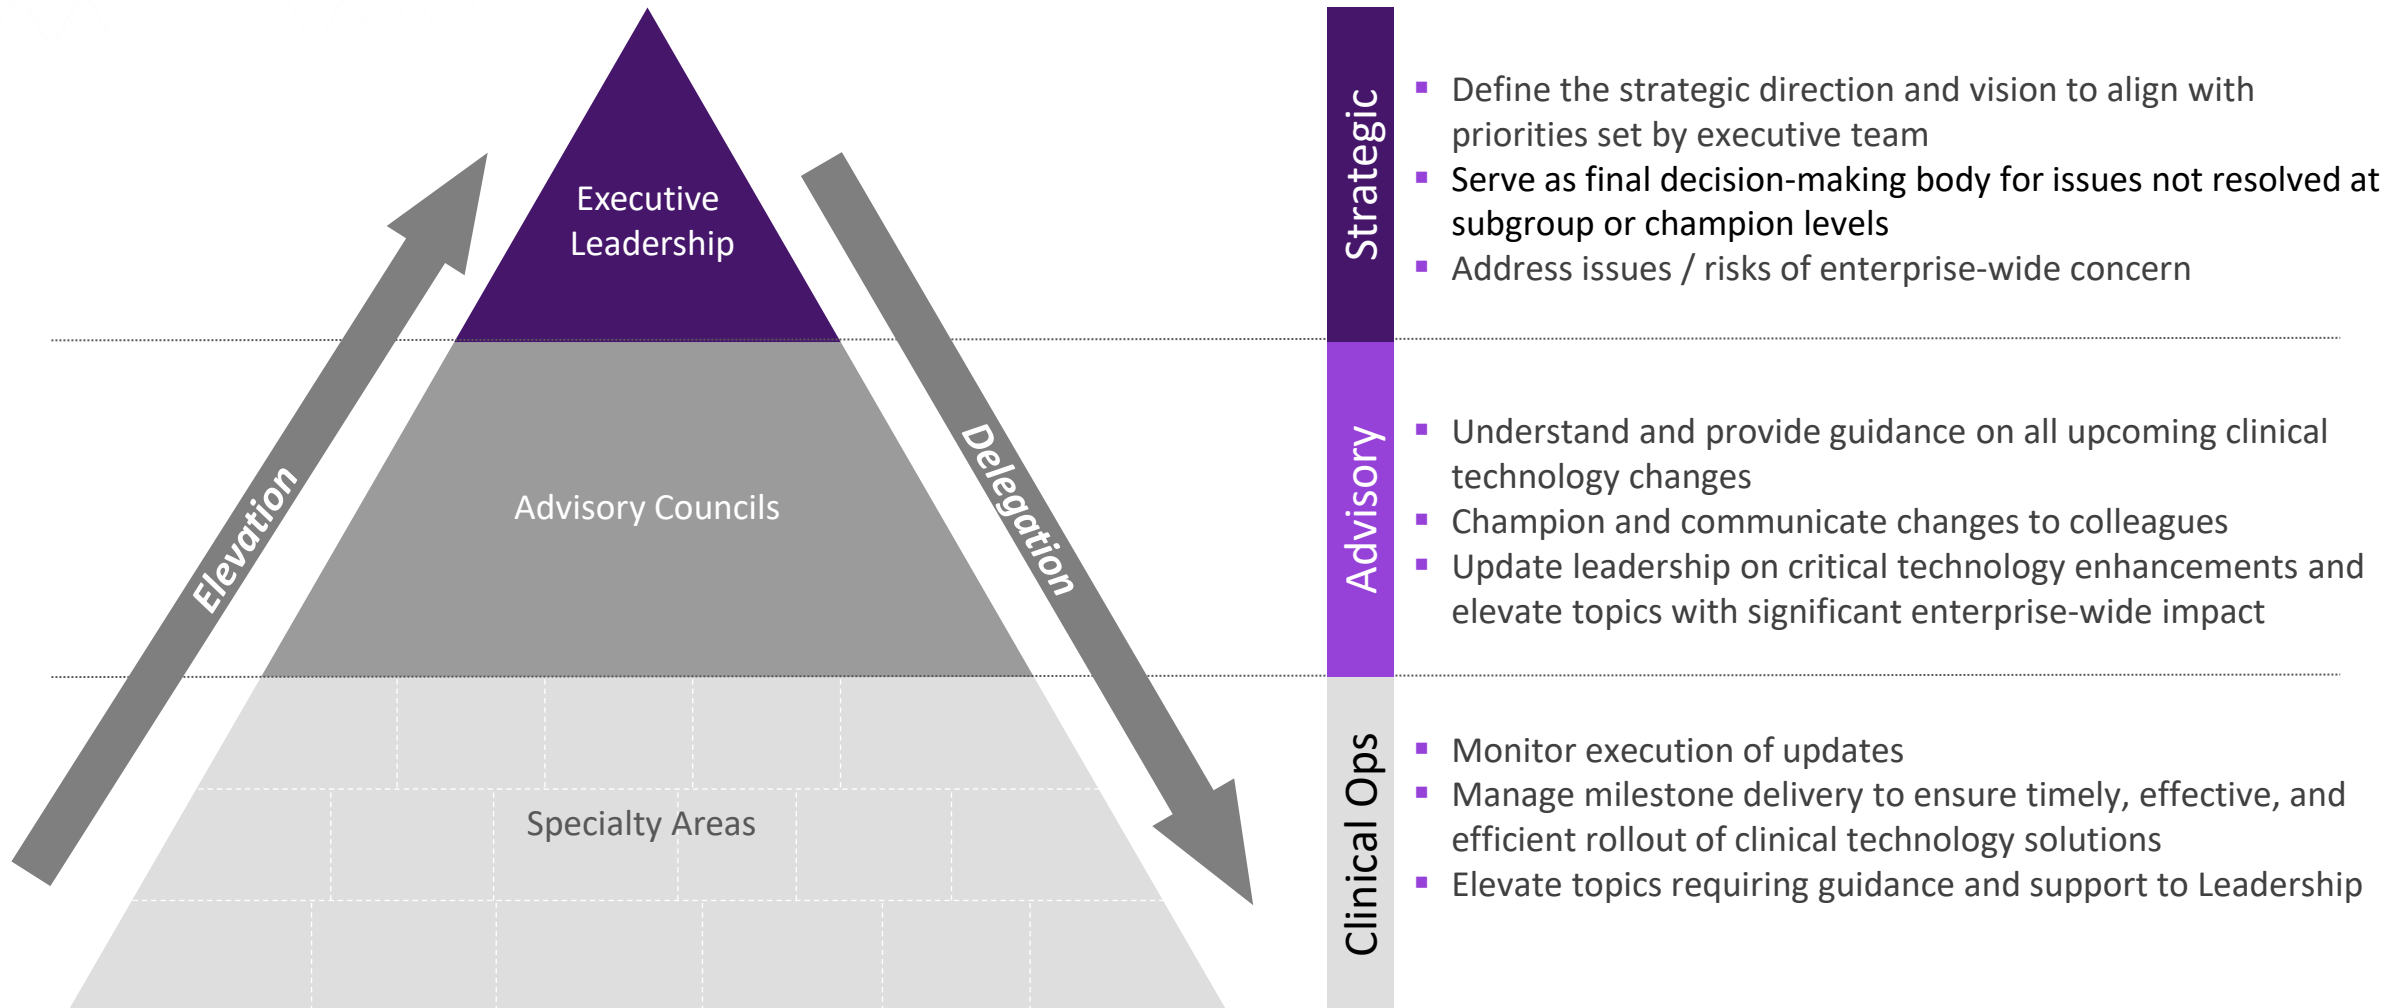 Executive
Leadership
Elevation
Delegation
Advisory Councils
Specialty Areas
Strategic
Define the strategic direction and vision to align with
priorities set by executive team
Serve as final decision-making body for issues not resolved at
subgroup or champion levels
Address issues / risks of enterprise-wide concern
Advisory
Understand and provide guidance on all upcoming clinical
technology changes
Champion and communicate changes to colleagues
Update leadership on critical technology enhancements and
elevate topics with significant enterprise-wide impact
Clinical Ops
Monitor execution of updates
Manage milestone delivery to ensure timely, effective, and
efficient rollout of clinical technology solutions
Elevate topics requiring guidance and support to Leadership